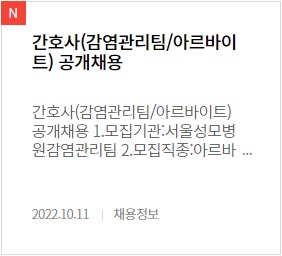 N
간호사(감염관리팀/아르바이
트) 공개채용
간호사(감염관리팀/아르바이트)
공개채용 1.모집기관:서울성모병
원감염관리팀 2.모집직종:아르바 ...
2022.10.11 | 채용정보